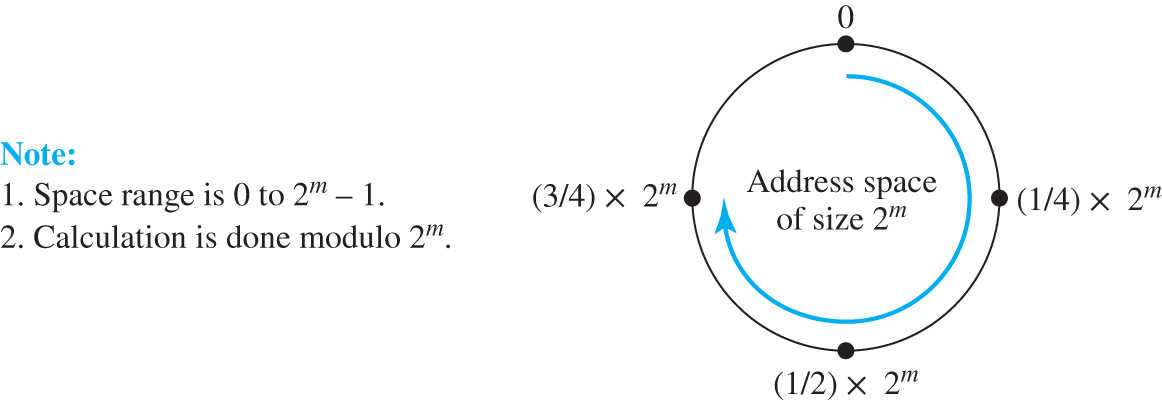 Note:
1. Space range is 0 to 2^m – 1.
2. Calculation is done modulo 2^m.
0
(3/4) × 2^m
Address space
of size 2^m
(1/4) × 2^m
(1/2) × 2^m